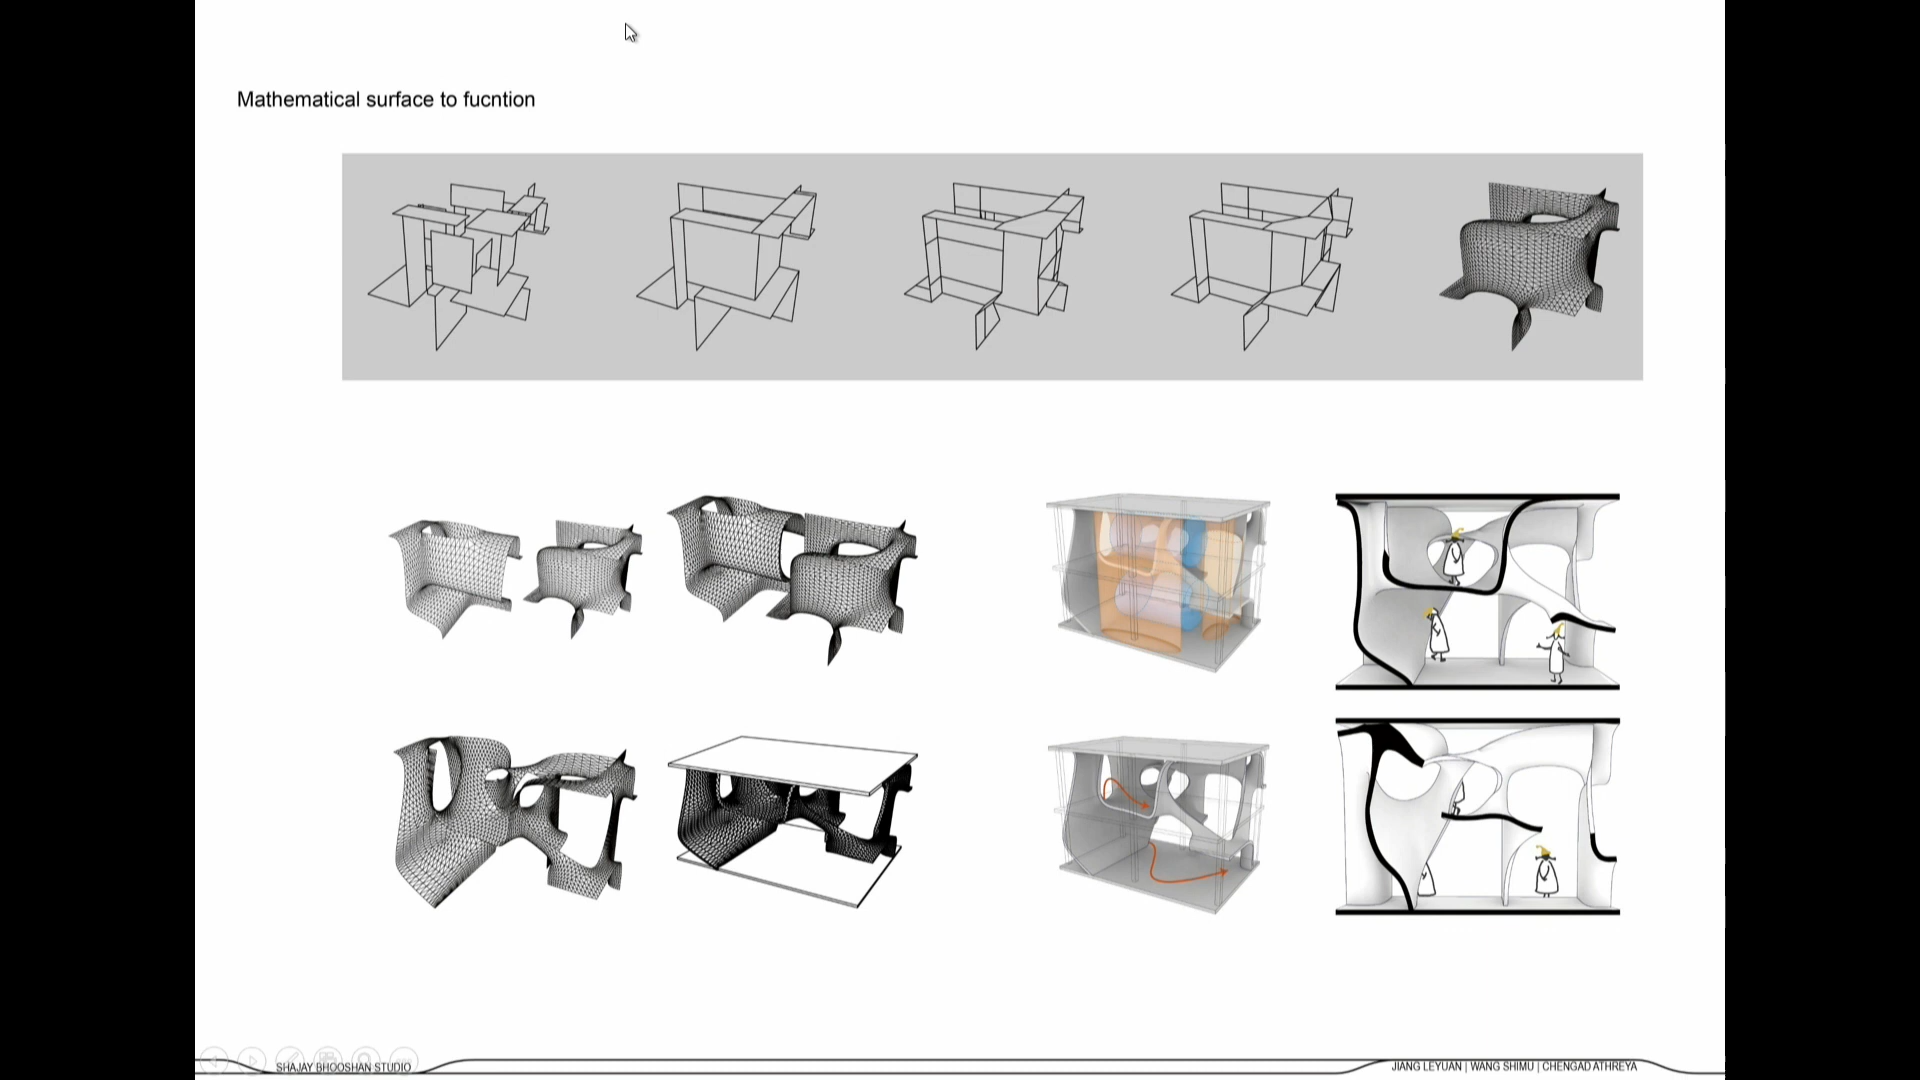 Mathematical surface to fucntion
SHAJAY BHOOSHAN STUDIO
JIANG LEYUAN | WANG SHIMU | CHENGAD ATHREYA